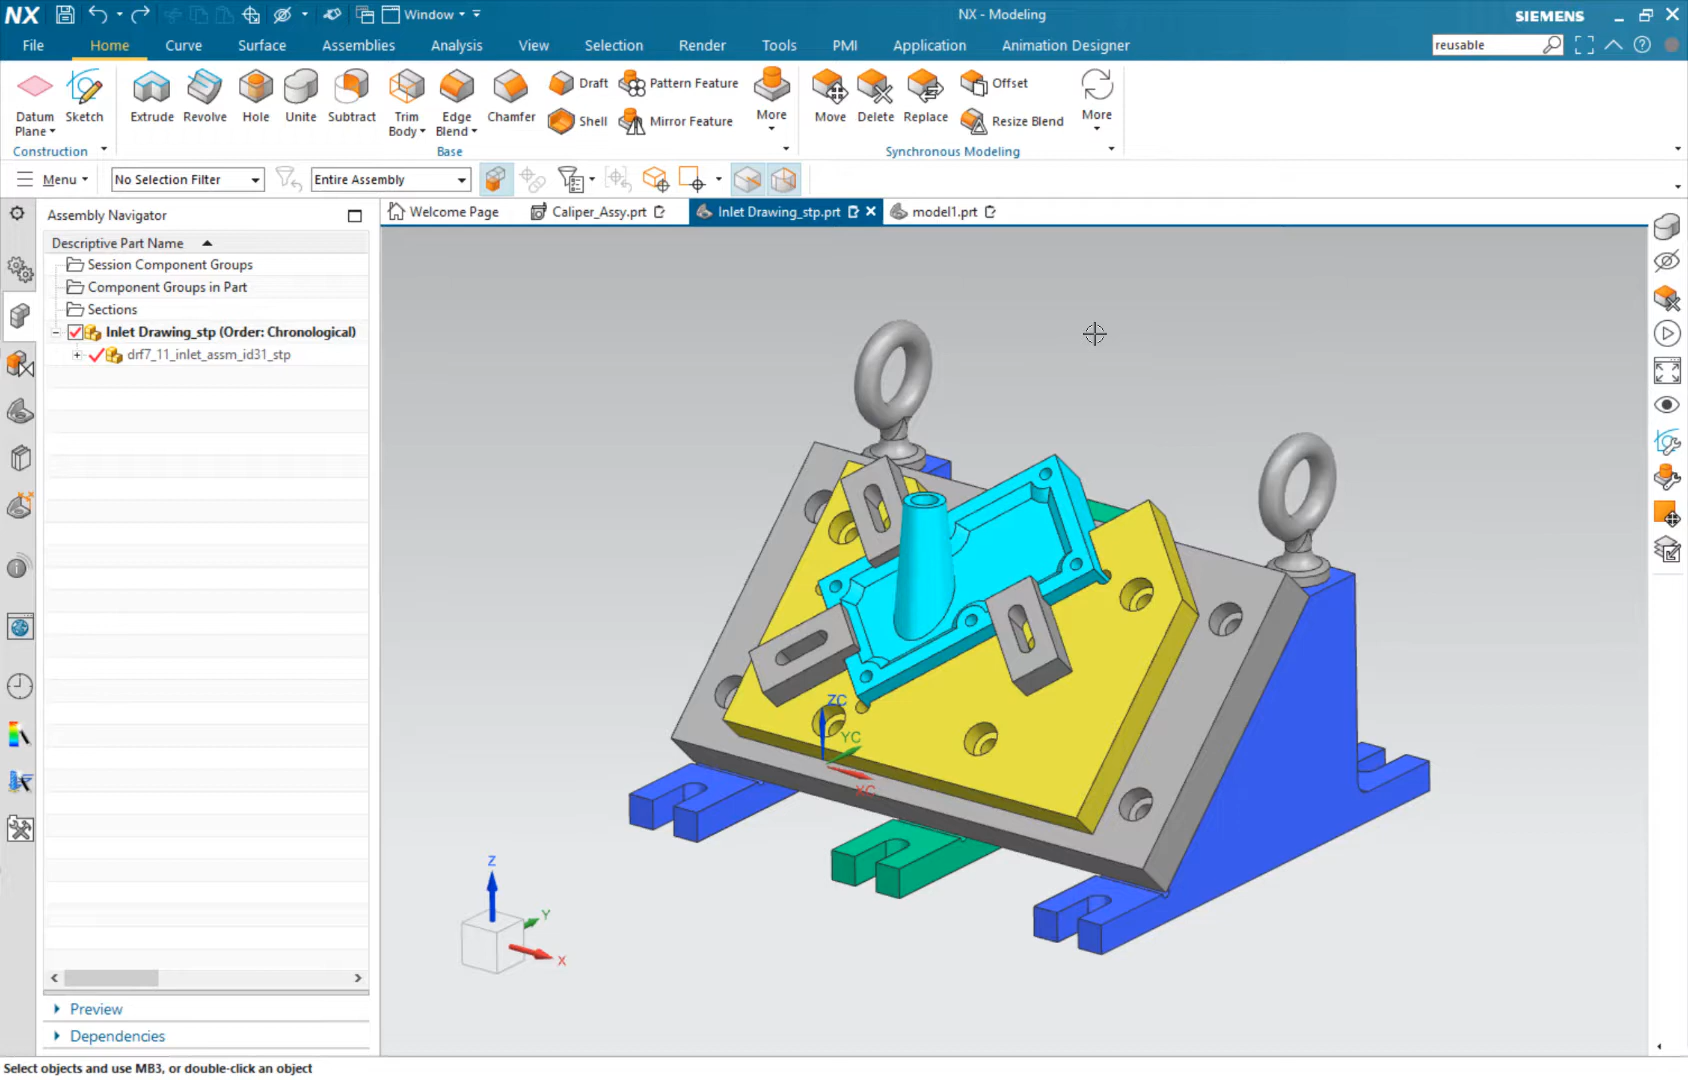 NX
Window
NX - Modeling
SIEMENS
File
Home
Curve
Surface
Assemblies
Analysis
View
Selection
Render
Tools
PMI
Application
Animation Designer
reusable
Datum
Plane
Sketch
Extrude
Revolve
Hole
Unite
Subtract
Trim
Body
Edge
Blend
Chamfer
Draft
Shell
Pattern Feature
Mirror Feature
More
Move
Delete
Replace
Offset
Resize Blend
More
Construction
Base
Synchronous Modeling
Menu
No Selection Filter
Entire Assembly
Assembly Navigator
Welcome Page
Caliper_Assy.prt
Inlet Drawing_stp.prt
model1.prt
Descriptive Part Name
Session Component Groups
Component Groups in Part
Sections
Inlet Drawing_stp (Order: Chronological)
drf7_11_inlet_assm_id31_stp
ZC
YC
XC
Z
Y
X
Preview
Dependencies
Select objects and use MB3, or double-click an object